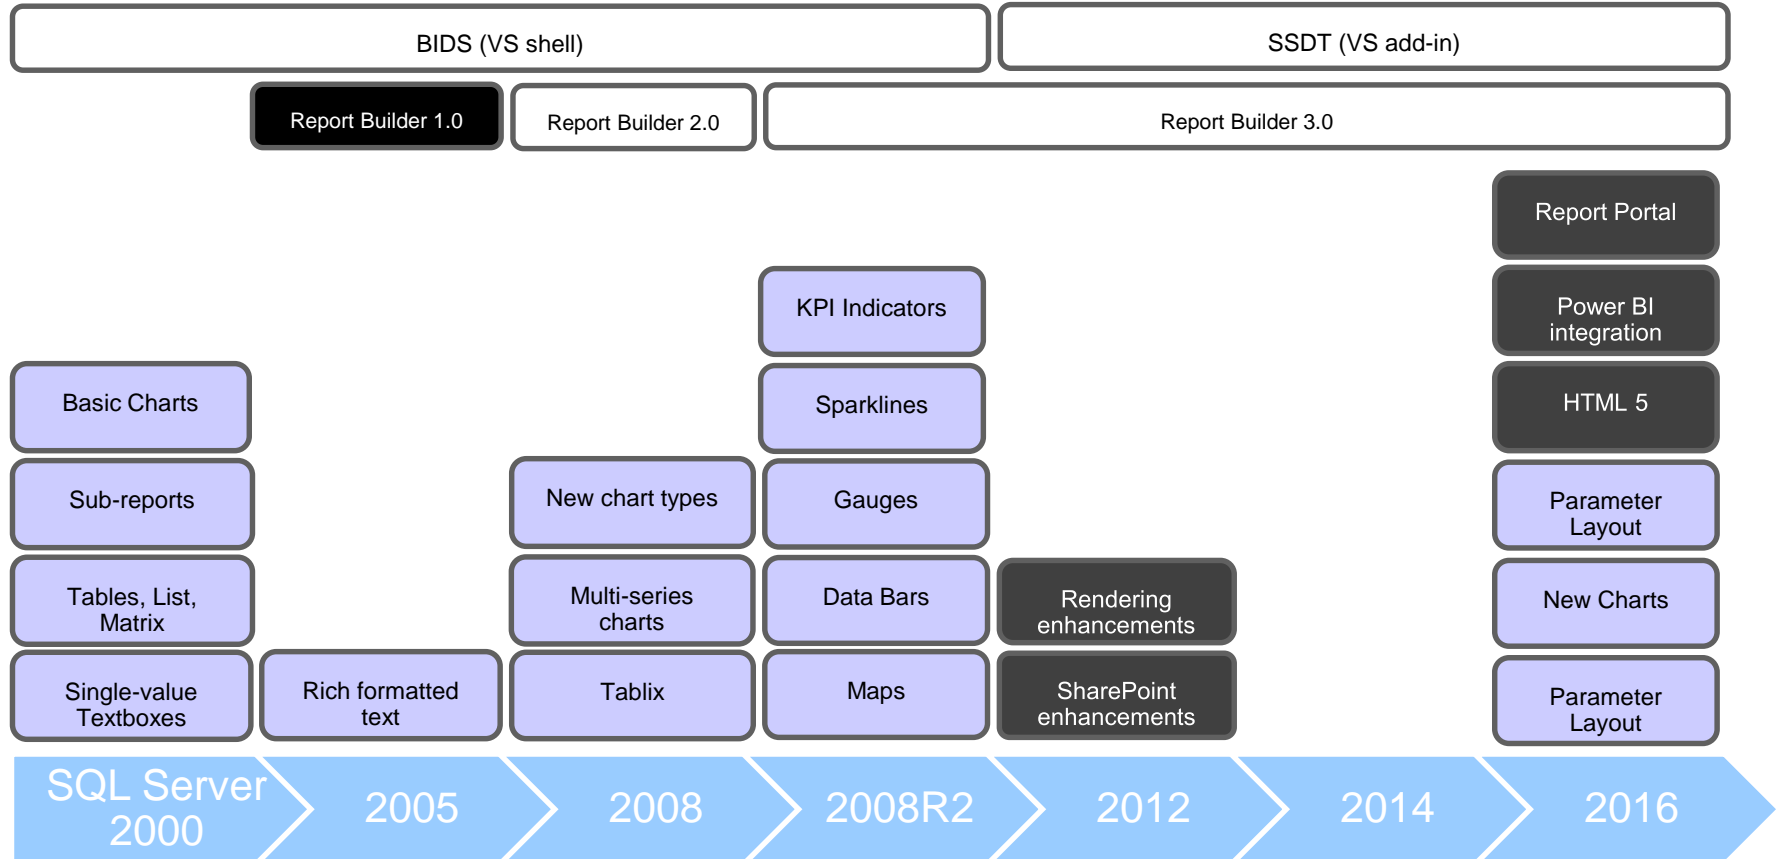 BIDS (VS shell)
SSDT (VS add-in)
Report Builder 1.0
Report Builder 2.0
Report Builder 3.0
Report Portal
KPI Indicators
Power BI
integration
Basic Charts
Sparklines
HTML 5
Sub-reports
New chart types
Gauges
Parameter
Layout
Tables, List,
Matrix
Multi-series
charts
Data Bars
Rendering
enhancements
New Charts
Single-value
Textboxes
Rich formatted
text
Tablix
Maps
SharePoint
enhancements
Parameter
Layout
SQL Server
2000
2005
2008
2008R2
2012
2014
2016